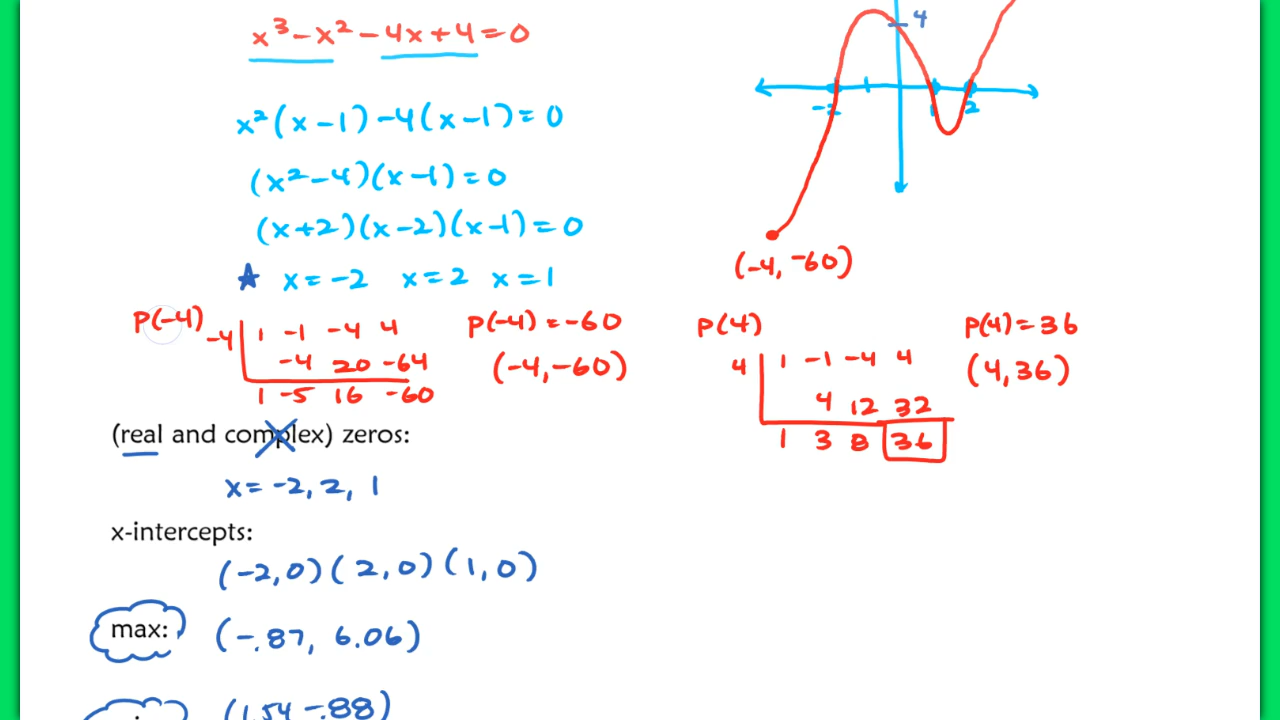 x³ - x² - 4x + 4 = 0
x²(x - 1) - 4(x - 1) = 0
(x² - 4)(x - 1) = 0
(x + 2)(x - 2)(x - 1) = 0
★ x = -2 x = 2 x = 1
4
-2 1 2
(-4, -60)
P(-4)
-4 | 1 -1 -4 4
-4 20 -64
1 -5 16 -60
P(-4) = -60
(-4, -60)
P(4)
4 | 1 -1 -4 4
4 12 32
1 3 8 36
P(4) = 36
(4, 36)
(real and complex) zeros:
x = -2, 2, 1
x-intercepts:
(-2, 0) (2, 0) (1, 0)
max: (-.87, 6.06)
(1.54 -.88)